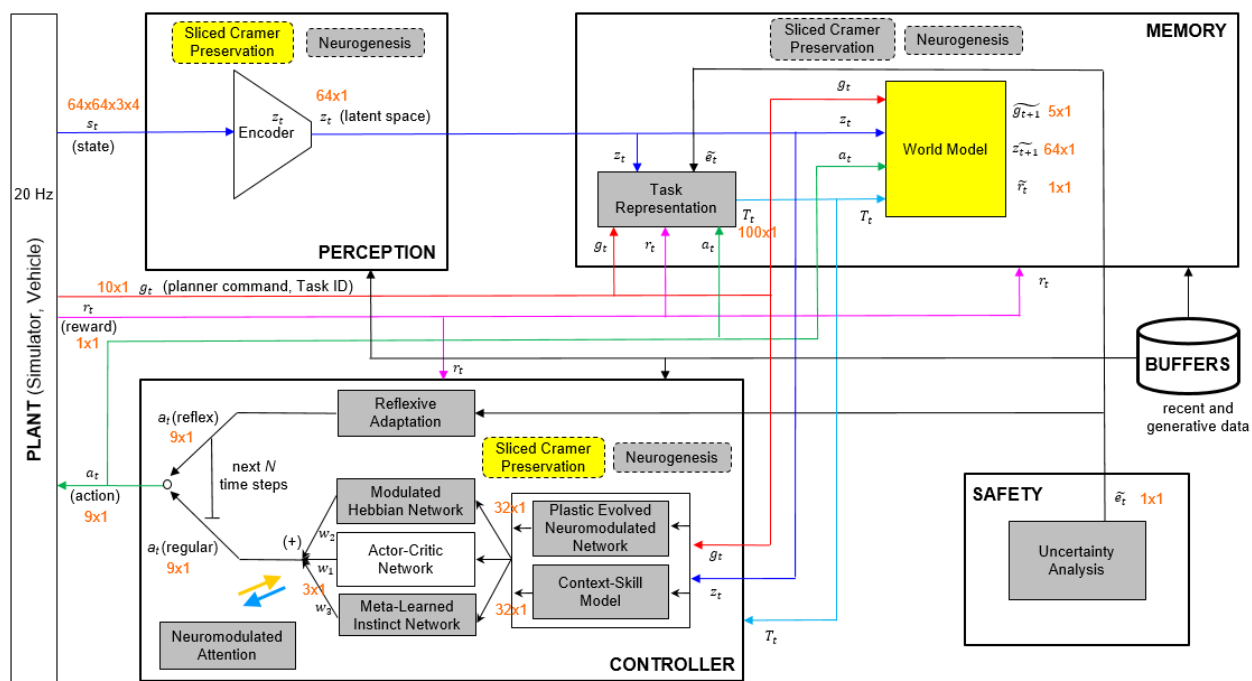 PLANT (Simulator, Vehicle)
20 Hz
64x64x3x4
s_t
(state)
Sliced Cramer
Preservation
Neurogenesis
z_t
Encoder
64x1
z_t (latent space)
PERCEPTION
Sliced Cramer
Preservation
Neurogenesis
MEMORY
g_t
z_t
a_t
T_t
World Model
g̃_{t+1} 5x1
z̃_{t+1} 64x1
r̃_t 1x1
z_t
ẽ_t
Task
Representation
T_t
100x1
g_t
r_t
a_t
r_t
10x1
g_t (planner command, Task ID)
r_t
(reward)
1x1
r_t
BUFFERS
recent and
generative data
a_t (reflex)
9x1
Reflexive
Adaptation
next N
time steps
a_t
(action)
9x1
a_t (regular)
9x1
Sliced Cramer
Preservation
Neurogenesis
Modulated
Hebbian Network
Actor-Critic
Network
Meta-Learned
Instinct Network
(+)
w_2
w_1
w_3
3x1
32x1
Plastic Evolved
Neuromodulated
Network
32x1
Context-Skill
Model
g_t
z_t
T_t
Neuromodulated
Attention
CONTROLLER
SAFETY
ẽ_t 1x1
Uncertainty
Analysis